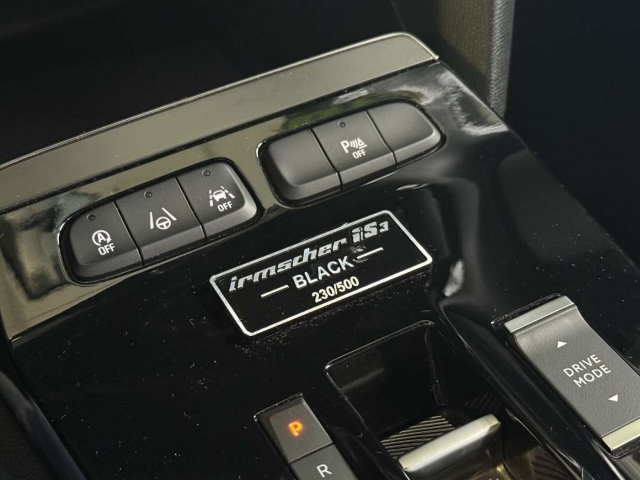 OFF
OFF
P OFF
irmscher iS3
BLACK
230/500
DRIVE
MODE
P
R